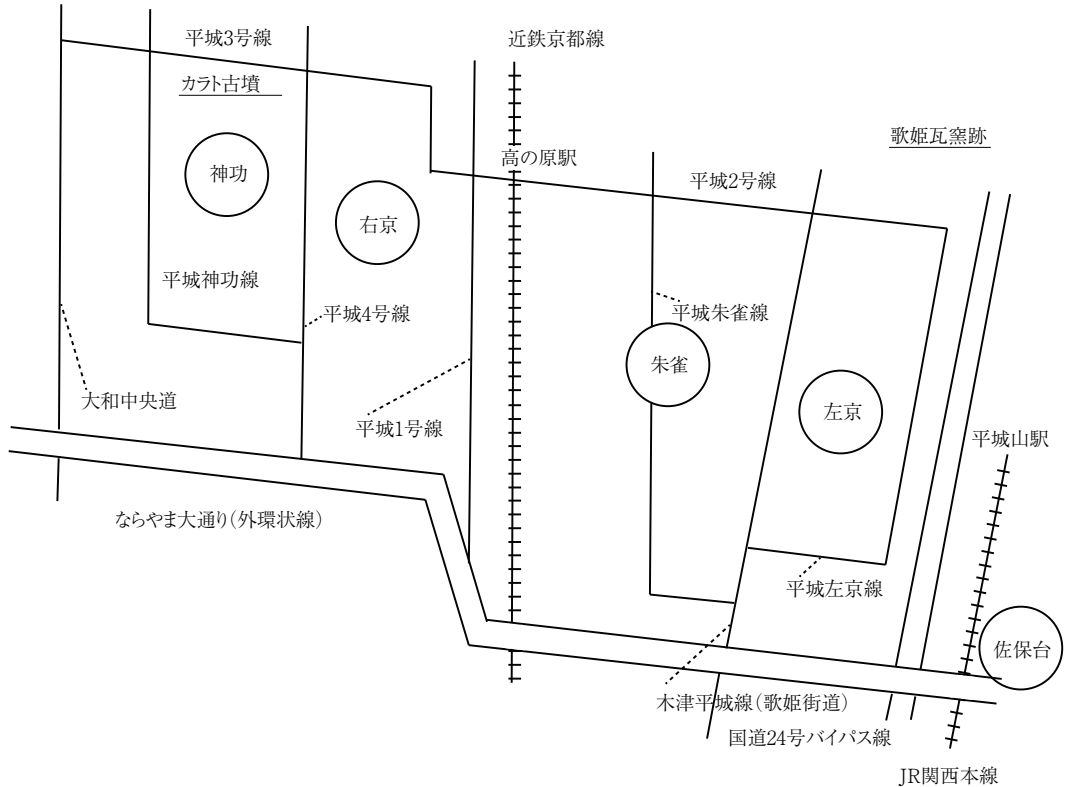 平城3号線
近鉄京都線
カラト古墳
歌姫瓦窯跡
高の原駅
神功
平城2号線
右京
平城神功線
平城4号線
平城朱雀線
朱雀
大和中央道
左京
平城1号線
平城山駅
ならやま大通り(外環状線)
平城左京線
佐保台
木津平城線(歌姫街道)
国道24号バイパス線
JR関西本線